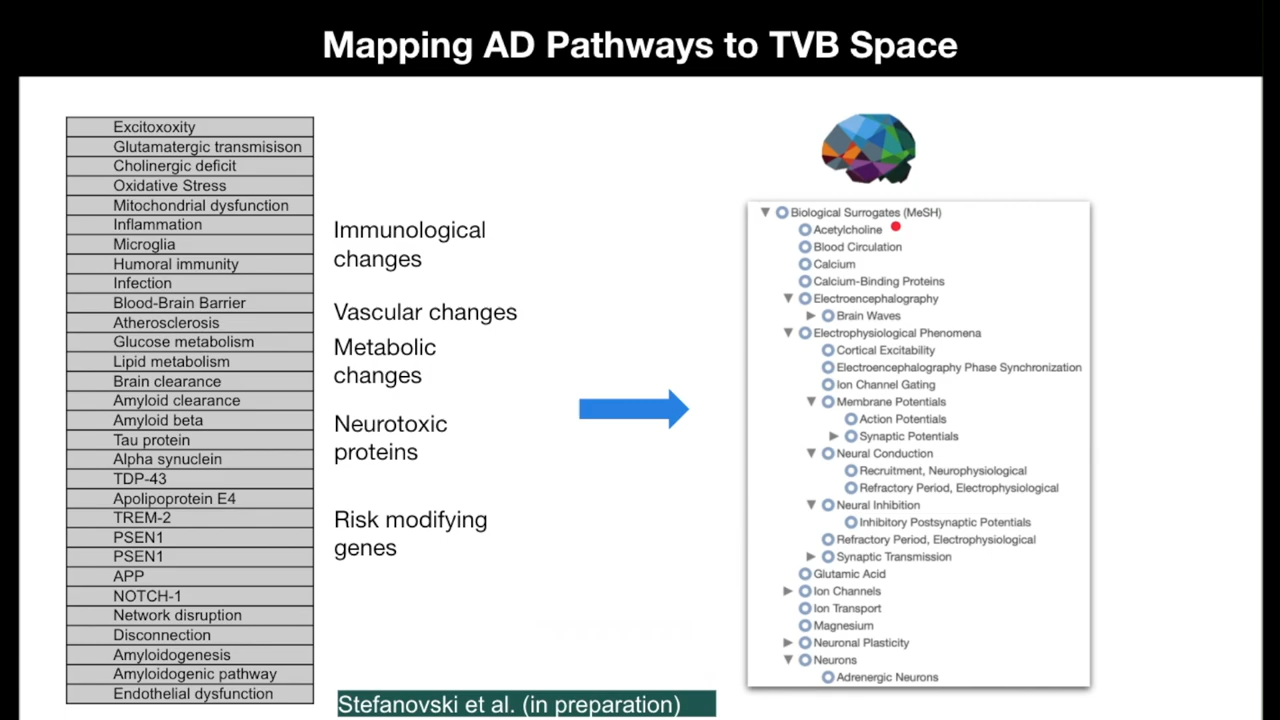 Mapping AD Pathways to TVB Space
Excitoxoxity
Glutamatergic transmisison
Cholinergic deficit
Oxidative Stress
Mitochondrial dysfunction
Inflammation
Microglia
Humoral immunity
Infection
Blood-Brain Barrier
Atherosclerosis
Glucose metabolism
Lipid metabolism
Brain clearance
Amyloid clearance
Amyloid beta
Tau protein
Alpha synuclein
TDP-43
Apolipoprotein E4
TREM-2
PSEN1
PSEN1
APP
NOTCH-1
Network disruption
Disconnection
Amyloidogenesis
Amyloidogenic pathway
Endothelial dysfunction
Immunological
changes
Vascular changes
Metabolic
changes
Neurotoxic
proteins
Risk modifying
genes
Stefanovski et al. (in preparation)
Biological Surrogates (MeSH)
Acetylcholine
Blood Circulation
Calcium
Calcium-Binding Proteins
Electroencephalography
Brain Waves
Electrophysiological Phenomena
Cortical Excitability
Electroencephalography Phase Synchronization
Ion Channel Gating
Membrane Potentials
Action Potentials
Synaptic Potentials
Neural Conduction
Recruitment, Neurophysiological
Refractory Period, Electrophysiological
Neural Inhibition
Inhibitory Postsynaptic Potentials
Refractory Period, Electrophysiological
Synaptic Transmission
Glutamic Acid
Ion Channels
Ion Transport
Magnesium
Neuronal Plasticity
Neurons
Adrenergic Neurons